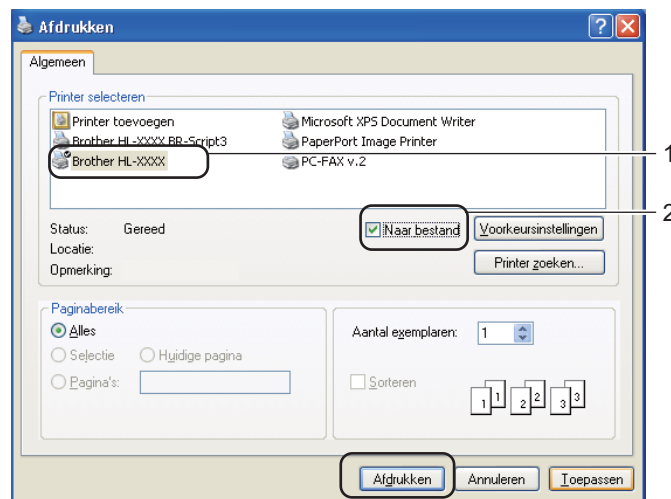 Afdrukken
Algemeen
Printer selecteren
Printer toevoegen
Microsoft XPS Document Writer
Brother HL-XXXX BR-Script3
PaperPort Image Printer
Brother HL-XXXX
PC-FAX v.2
1
2
Status: Gereed
Naar bestand
Voorkeursinstellingen
Locatie:
Opmerking:
Printer zoeken...
Paginabereik
Alles
Aantal exemplaren: 1
Selectie
Huidige pagina
Pagina's:
Sorteren
1 1 2 2 3 3
Afdrukken
Annuleren
Toepassen